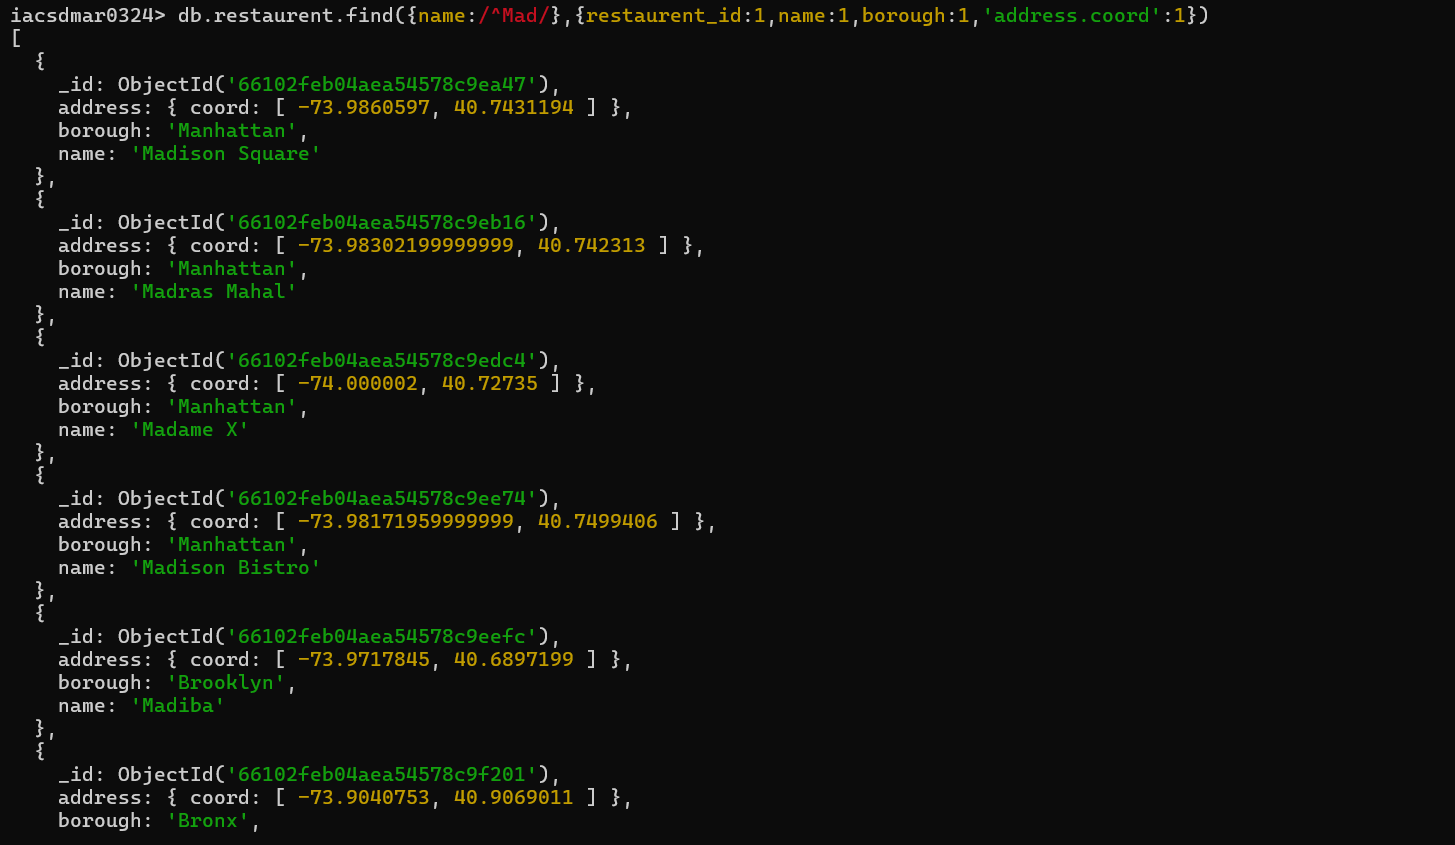 iacsdmar0324> db.restaurent.find({name:/^Mad/},{restaurent_id:1,name:1,borough:1,'address.coord':1})
[
  {
    _id: ObjectId('66102feb04aea54578c9ea47'),
    address: { coord: [ -73.9860597, 40.7431194 ] },
    borough: 'Manhattan',
    name: 'Madison Square'
  },
  {
    _id: ObjectId('66102feb04aea54578c9eb16'),
    address: { coord: [ -73.98302199999999, 40.742313 ] },
    borough: 'Manhattan',
    name: 'Madras Mahal'
  },
  {
    _id: ObjectId('66102feb04aea54578c9edc4'),
    address: { coord: [ -74.000002, 40.72735 ] },
    borough: 'Manhattan',
    name: 'Madame X'
  },
  {
    _id: ObjectId('66102feb04aea54578c9ee74'),
    address: { coord: [ -73.98171959999999, 40.7499406 ] },
    borough: 'Manhattan',
    name: 'Madison Bistro'
  },
  {
    _id: ObjectId('66102feb04aea54578c9eefc'),
    address: { coord: [ -73.9717845, 40.6897199 ] },
    borough: 'Brooklyn',
    name: 'Madiba'
  },
  {
    _id: ObjectId('66102feb04aea54578c9f201'),
    address: { coord: [ -73.9040753, 40.9069011 ] },
    borough: 'Bronx',